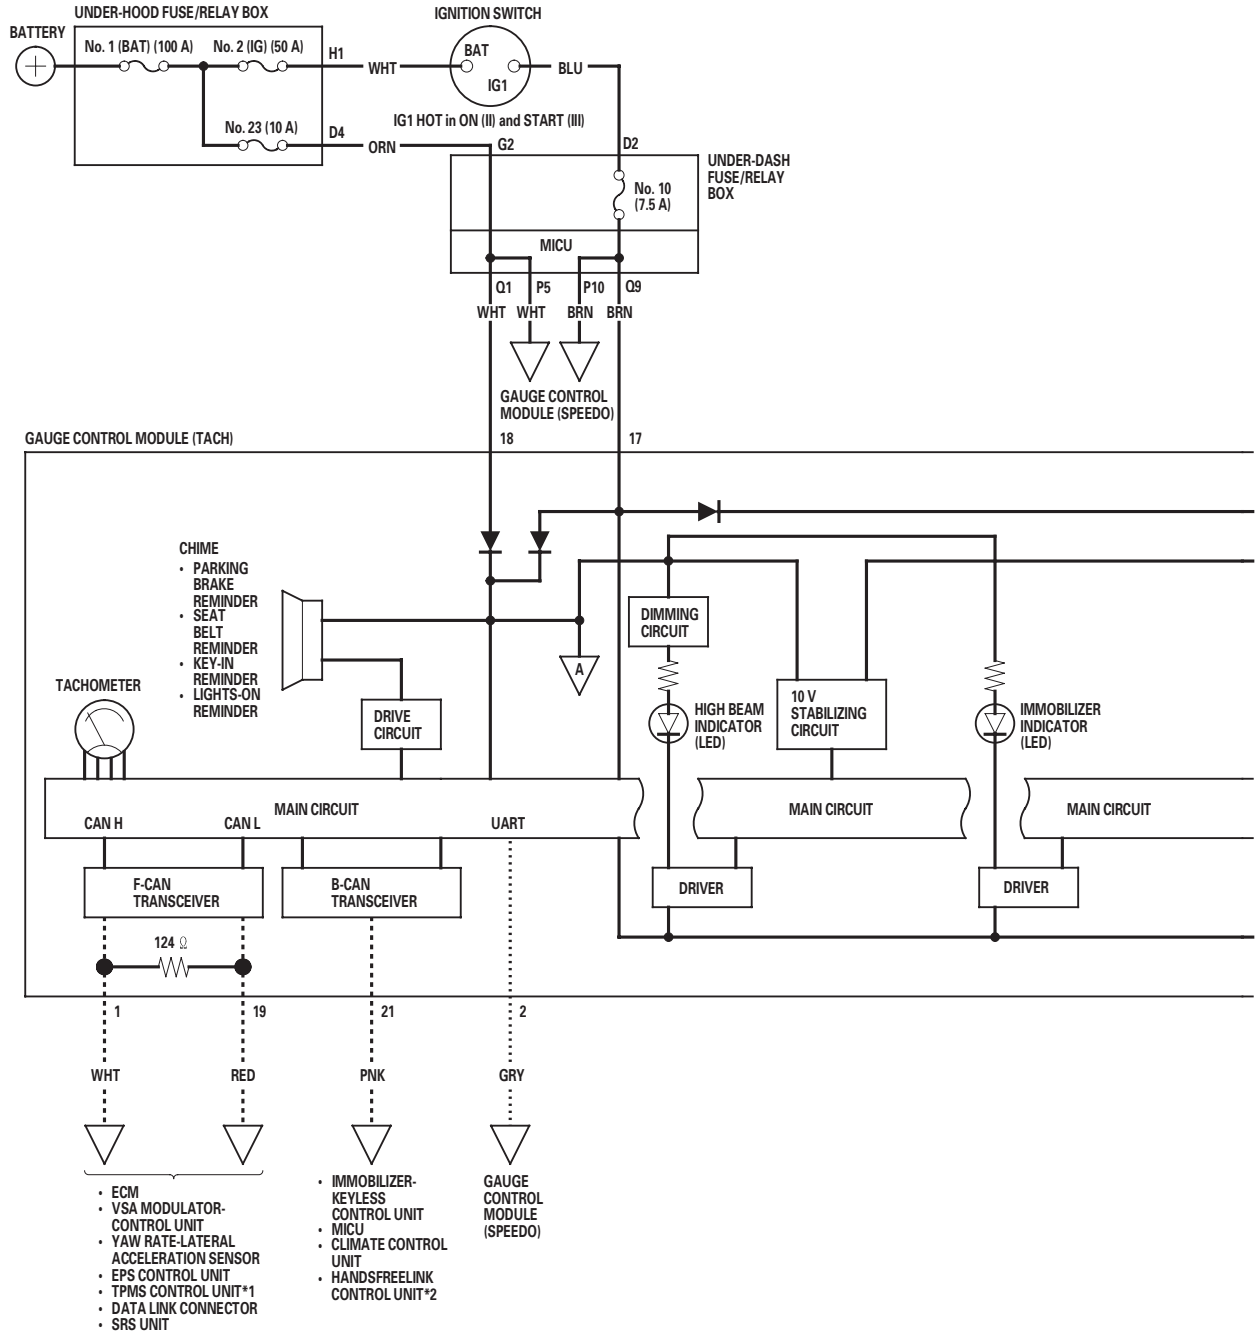 UNDER-HOOD FUSE/RELAY BOX
IGNITION SWITCH
BATTERY
No. 1 (BAT) (100 A)
No. 2 (IG) (50 A)
H1
WHT
BAT
IG1
BLU
IG1 HOT in ON (II) and START (III)
No. 23 (10 A)
D4
ORN
G2
D2
UNDER-DASH
FUSE/RELAY
BOX
No. 10
(7.5 A)
MICU
Q1
P5
P10
Q9
WHT
WHT
BRN
BRN
GAUGE CONTROL
MODULE (SPEEDO)
GAUGE CONTROL MODULE (TACH)
18
17
CHIME
• PARKING
BRAKE
REMINDER
• SEAT
BELT
REMINDER
• KEY-IN
REMINDER
• LIGHTS-ON
REMINDER
DIMMING
CIRCUIT
A
TACHOMETER
DRIVE
CIRCUIT
HIGH BEAM
INDICATOR
(LED)
10 V
STABILIZING
CIRCUIT
IMMOBILIZER
INDICATOR
(LED)
MAIN CIRCUIT
MAIN CIRCUIT
MAIN CIRCUIT
CAN H
CAN L
UART
F-CAN
TRANSCEIVER
B-CAN
TRANSCEIVER
DRIVER
DRIVER
124 Ω
1
19
21
2
WHT
RED
PNK
GRY
• ECM
• VSA MODULATOR-
CONTROL UNIT
• YAW RATE-LATERAL
ACCELERATION SENSOR
• EPS CONTROL UNIT
• TPMS CONTROL UNIT*1
• DATA LINK CONNECTOR
• SRS UNIT
• IMMOBILIZER-
KEYLESS
CONTROL UNIT
• MICU
• CLIMATE CONTROL
UNIT
• HANDSFREELINK
CONTROL UNIT*2
GAUGE
CONTROL
MODULE
(SPEEDO)